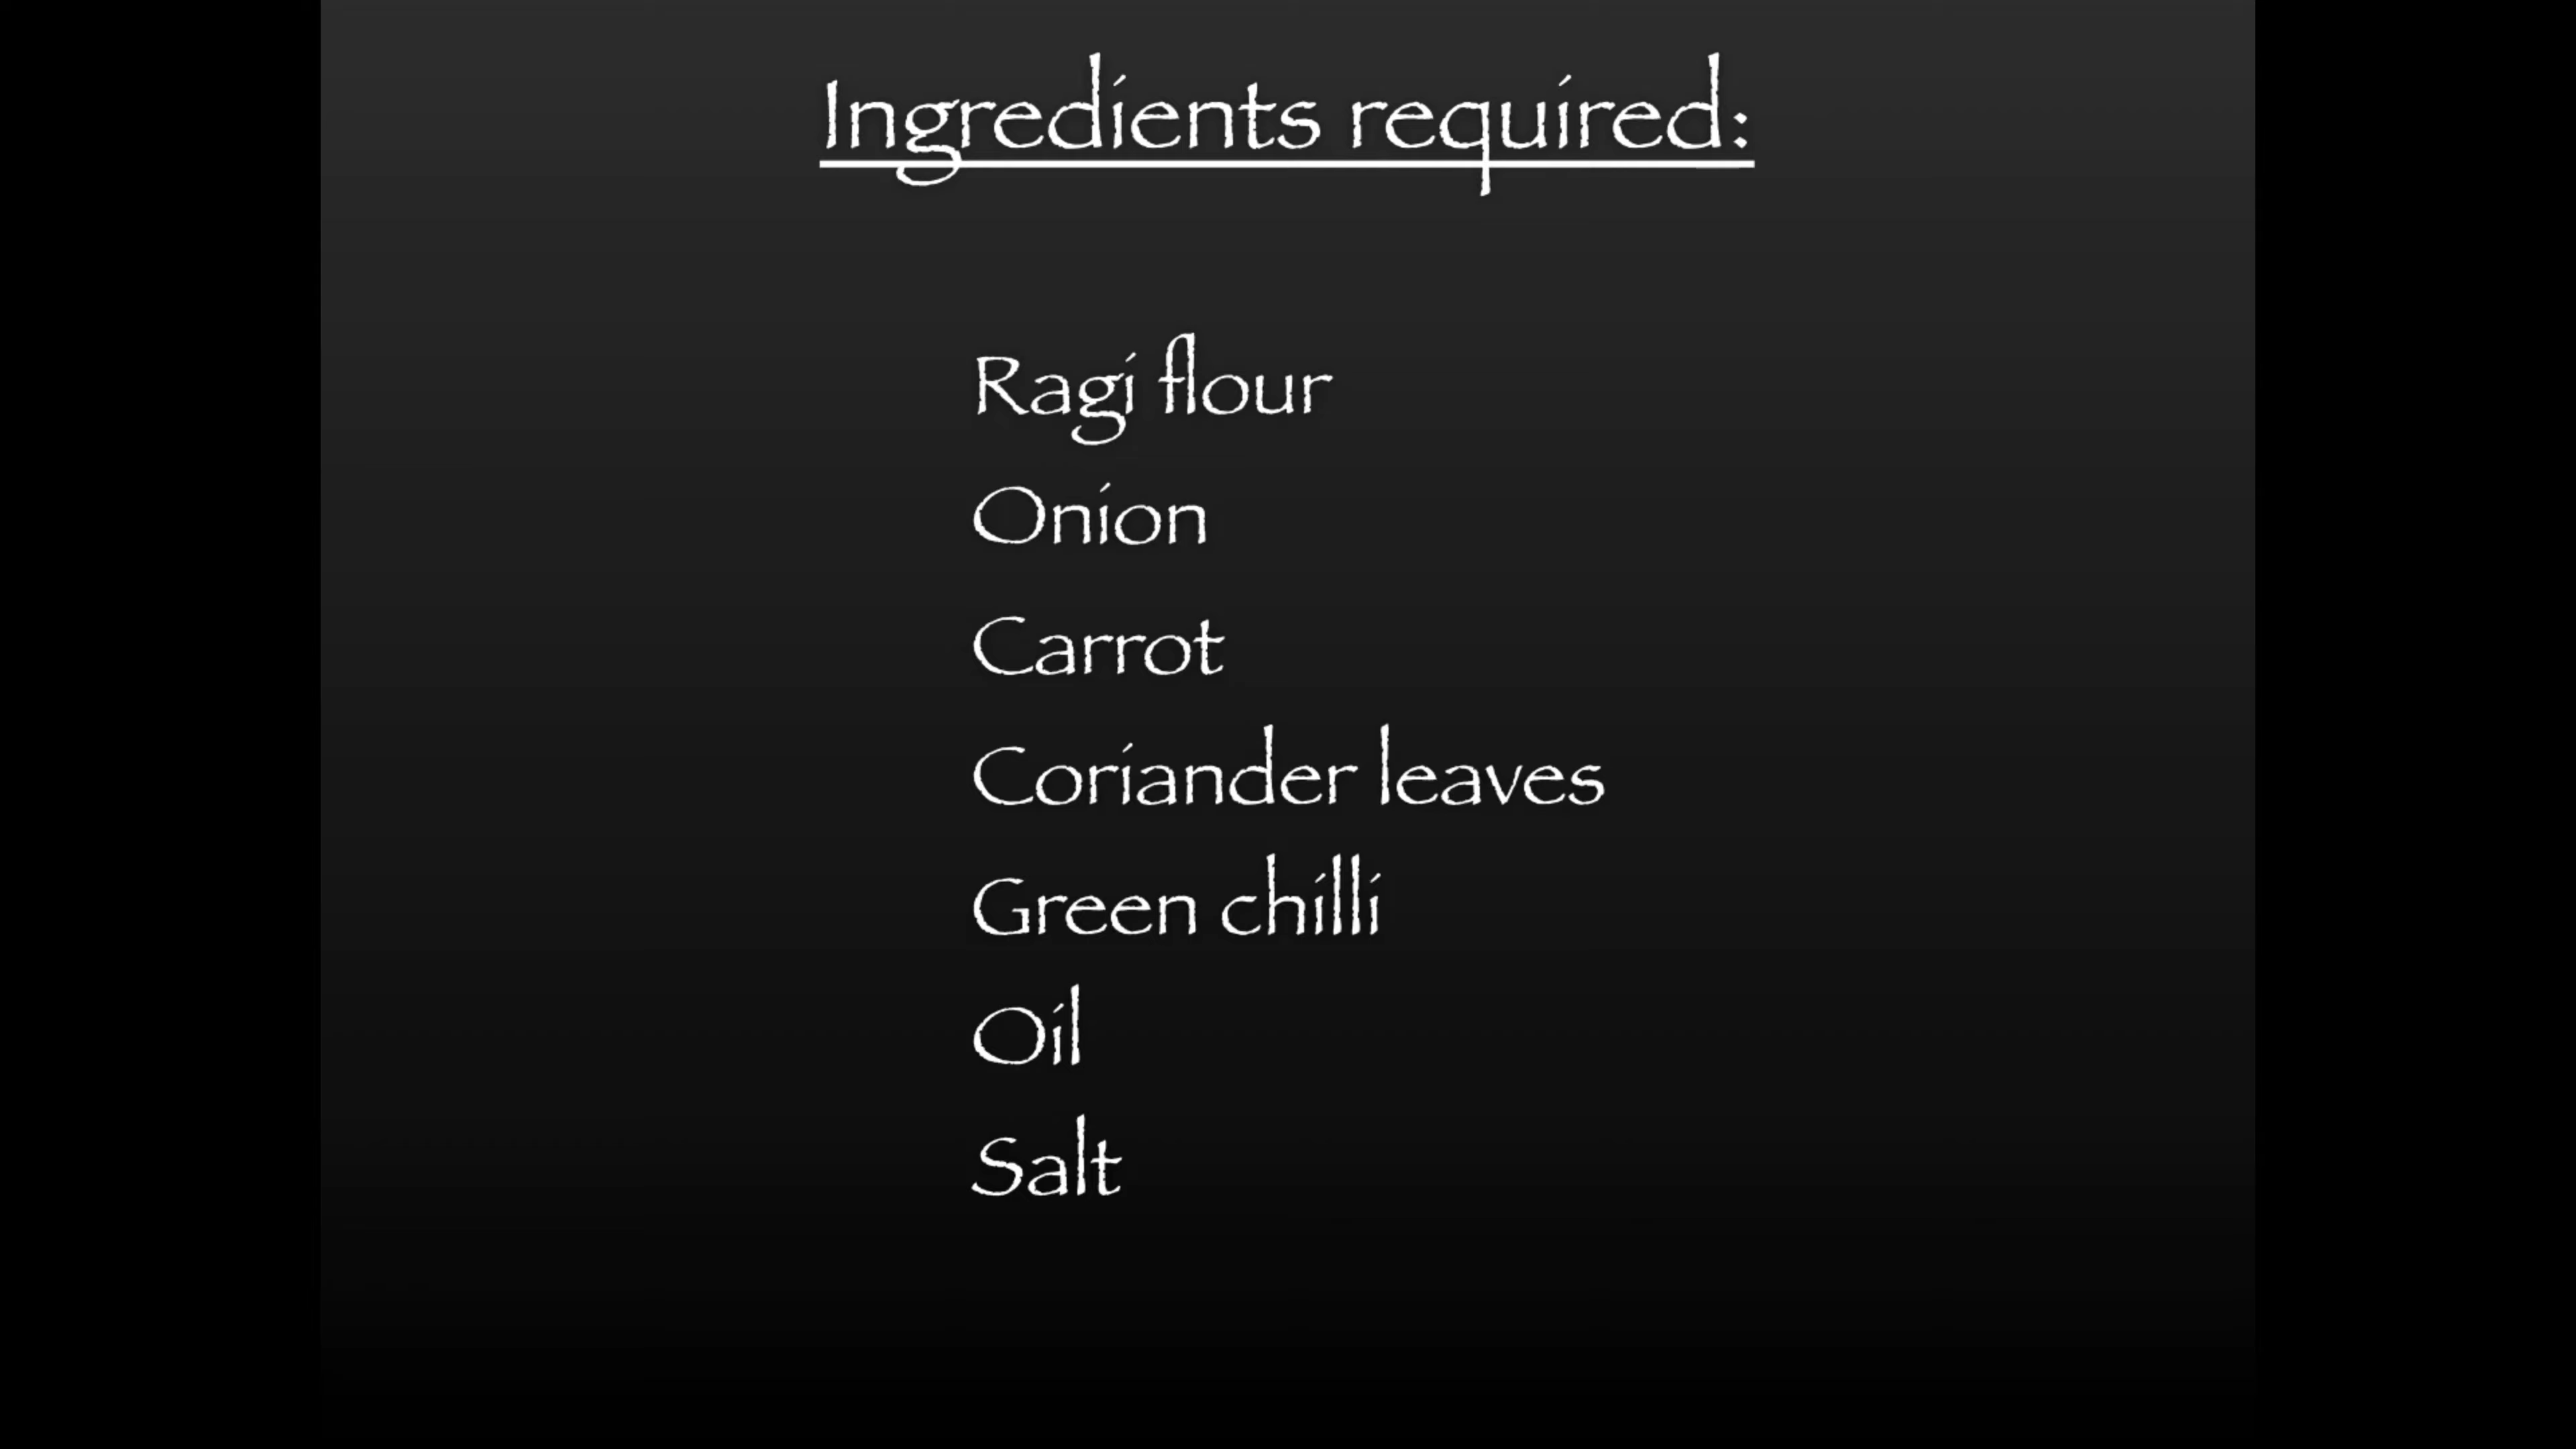 Ingredients required:
Ragi flour
Onion
Carrot
Coriander leaves
Green chilli
Oil
Salt